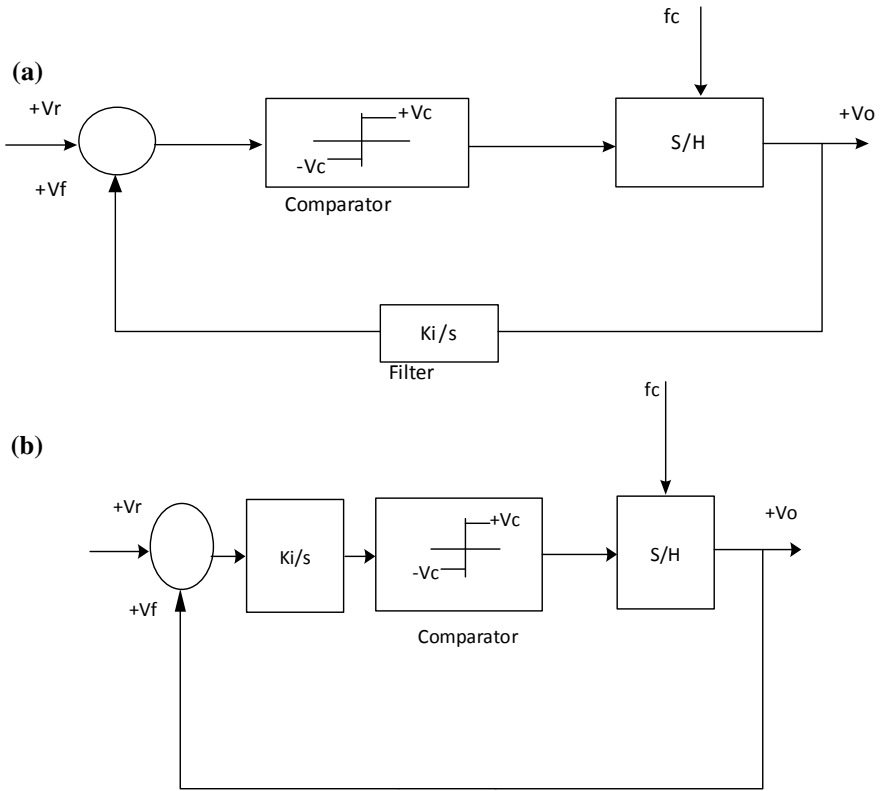 fc
(a)
+Vr
+Vc
-Vc
S/H
+Vo
+Vf
Comparator
Ki/s
Filter
fc
(b)
+Vr
Ki/s
+Vc
-Vc
S/H
+Vo
+Vf
Comparator